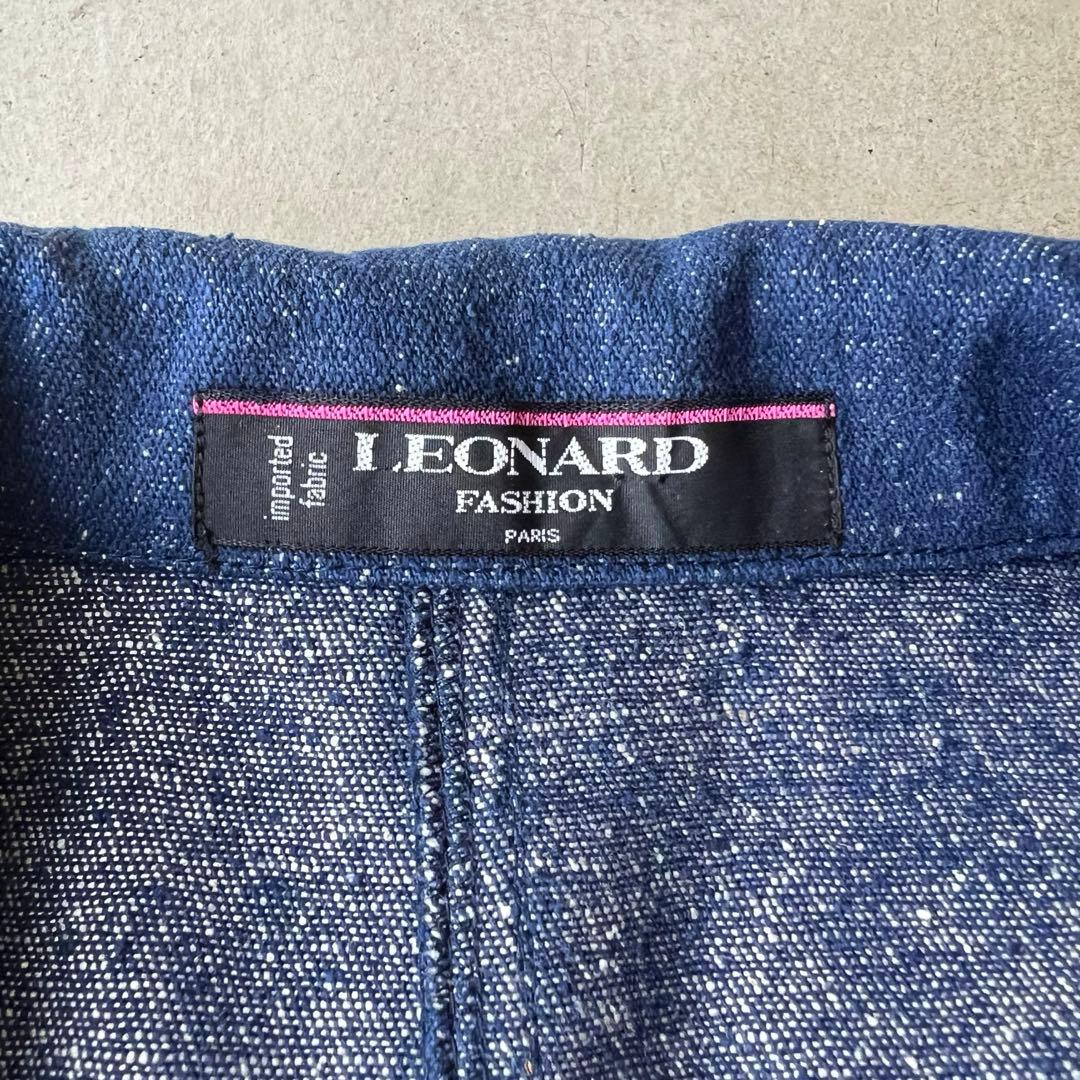 imported
fabric
LEONARD
FASHION
PARIS